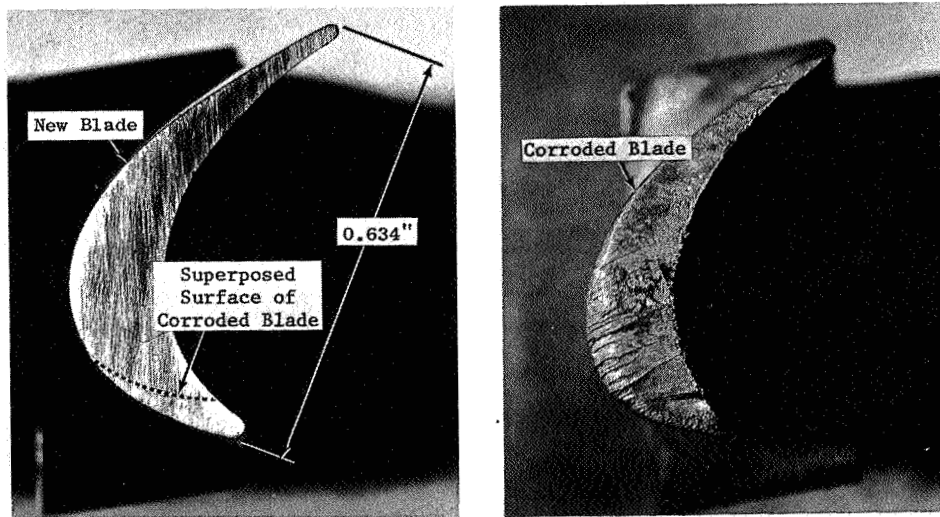 New Blade
0.634"
Superposed
Surface of
Corroded Blade
Corroded Blade